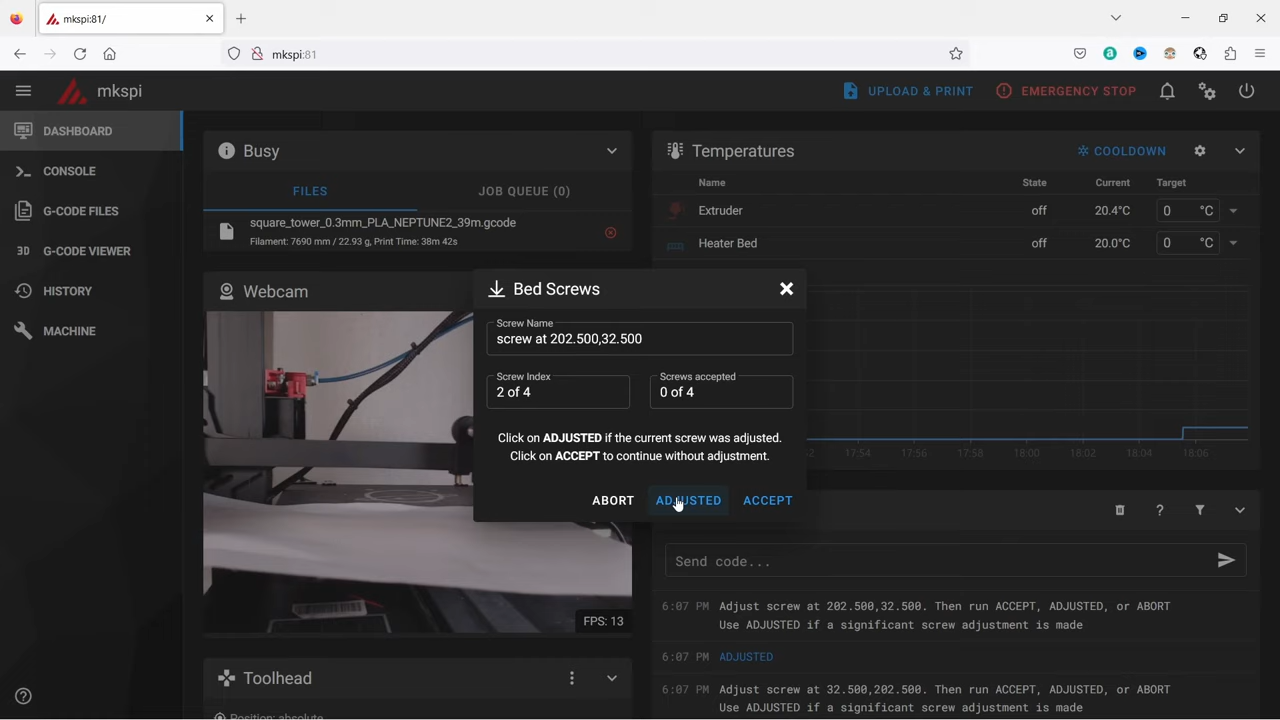 mkspi:81/
mkspi:81
mkspi
UPLOAD & PRINT
EMERGENCY STOP
DASHBOARD
CONSOLE
G-CODE FILES
3D G-CODE VIEWER
HISTORY
MACHINE
Busy
FILES
JOB QUEUE (0)
square_tower_0.3mm_PLA_NEPTUNE2_39m.gcode
Filament: 7690 mm / 22.93 g, Print Time: 38m 42s
Webcam
FPS: 13
Toolhead
Position: absolute
Temperatures
COOLDOWN
Name State Current Target
Extruder off 20.4°C 0 °C
Heater Bed off 20.0°C 0 °C
17:54 17:56 17:58 18:00 18:02 18:04 18:06
Bed Screws
Screw Name
screw at 202.500,32.500
Screw Index
2 of 4
Screws accepted
0 of 4
Click on ADJUSTED if the current screw was adjusted.
Click on ACCEPT to continue without adjustment.
ABORT ADJUSTED ACCEPT
Send code...
6:07 PM Adjust screw at 202.500,32.500. Then run ACCEPT, ADJUSTED, or ABORT
Use ADJUSTED if a significant screw adjustment is made
6:07 PM ADJUSTED
6:07 PM Adjust screw at 32.500,202.500. Then run ACCEPT, ADJUSTED, or ABORT
Use ADJUSTED if a significant screw adjustment is made